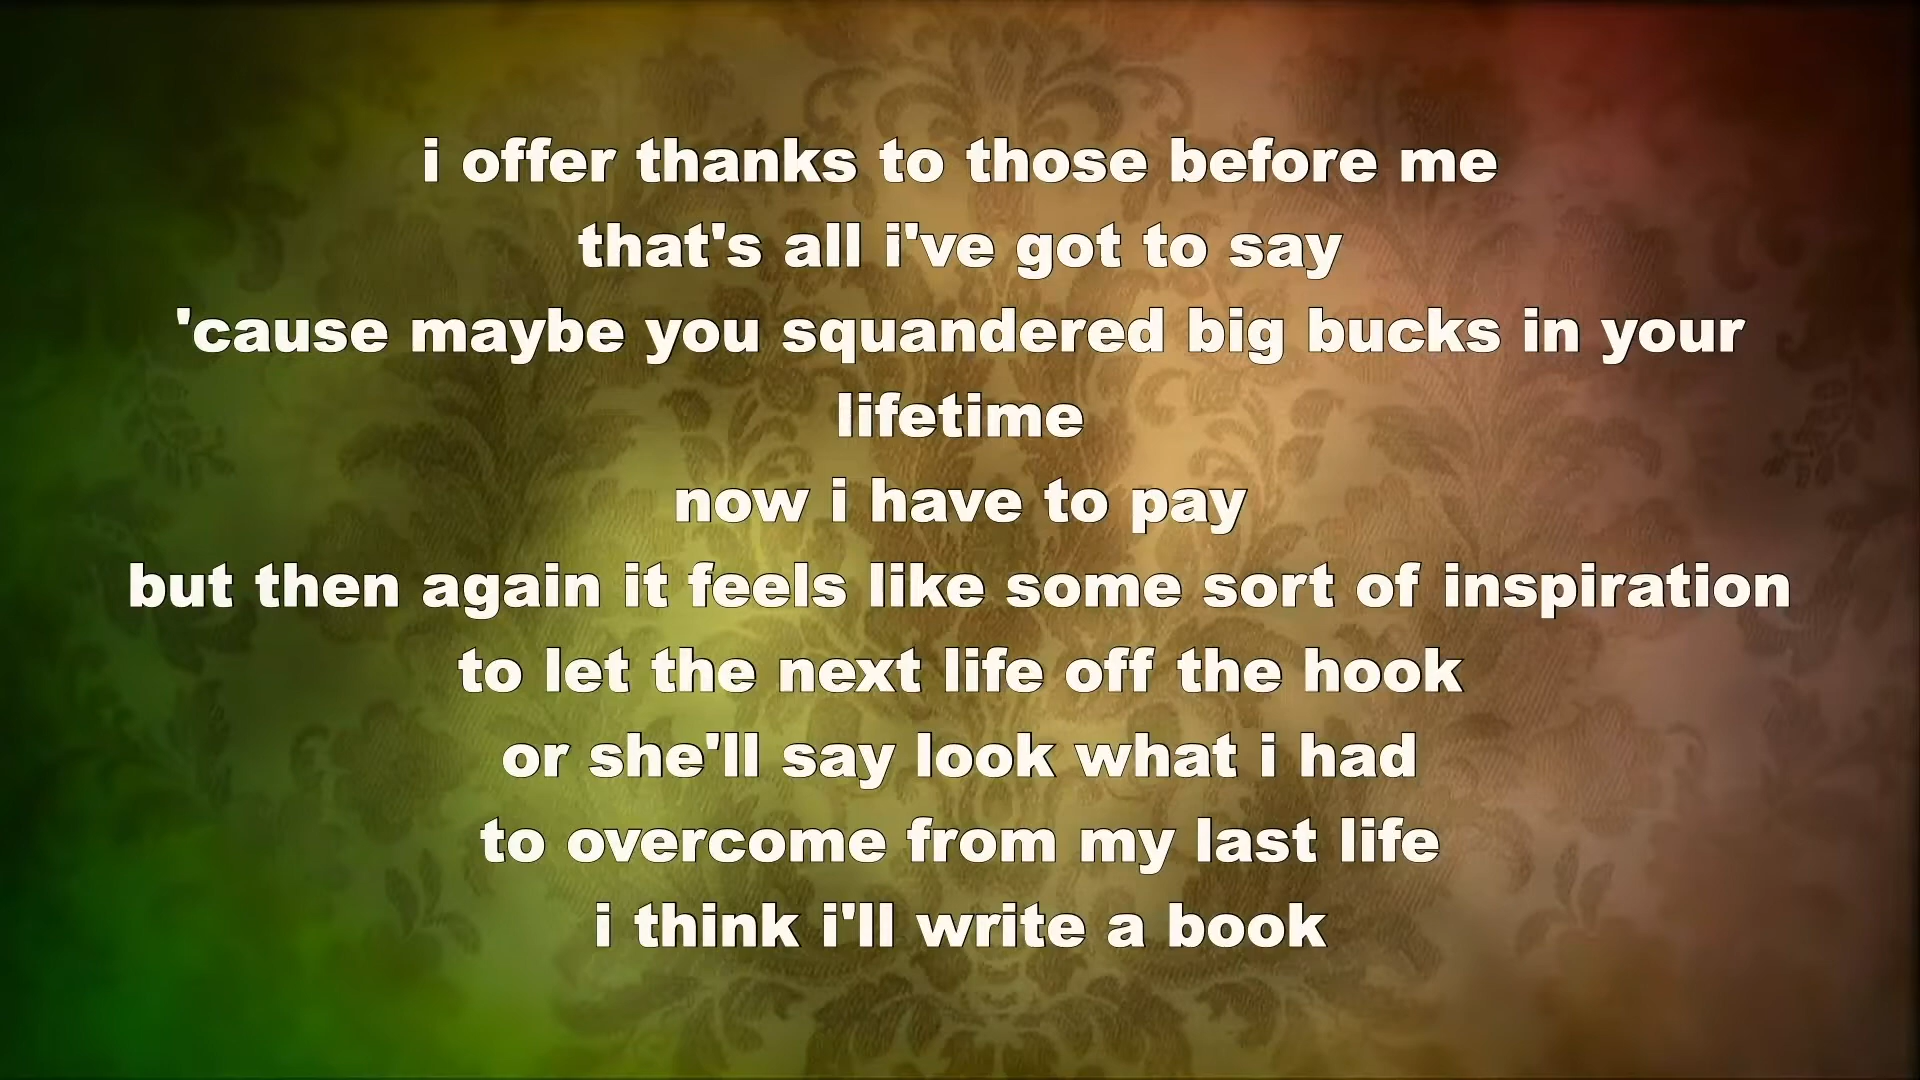 i offer thanks to those before me
that's all i've got to say
'cause maybe you squandered big bucks in your
lifetime
now i have to pay
but then again it feels like some sort of inspiration
to let the next life off the hook
or she'll say look what i had
to overcome from my last life
i think i'll write a book